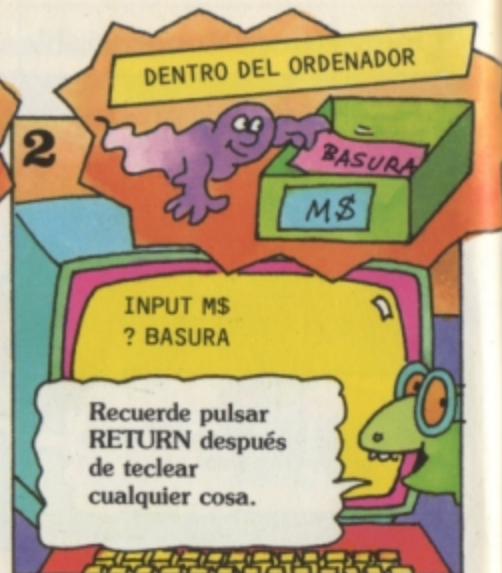 DENTRO DEL ORDENADOR
2
BASURA
M$
INPUT M$
? BASURA
Recuerde pulsar
RETURN después
de teclear
cualquier cosa.